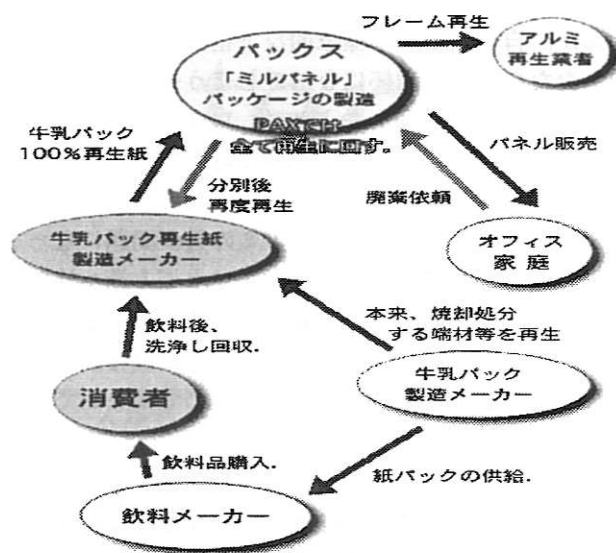 フレーム再生
アルミ
再生業者
パックス
「ミルパネル」
パッケージの製造
PAXでは
全て再生に回す.
牛乳パック
100%再生紙
分別後
再度再生
廃棄依頼
パネル販売
牛乳パック再生紙
製造メーカー
オフィス
家庭
本来、焼却処分
する端材等を再生
飲料後、
洗浄し回収.
消費者
牛乳パック
製造メーカー
飲料品購入.
紙パックの供給.
飲料メーカー